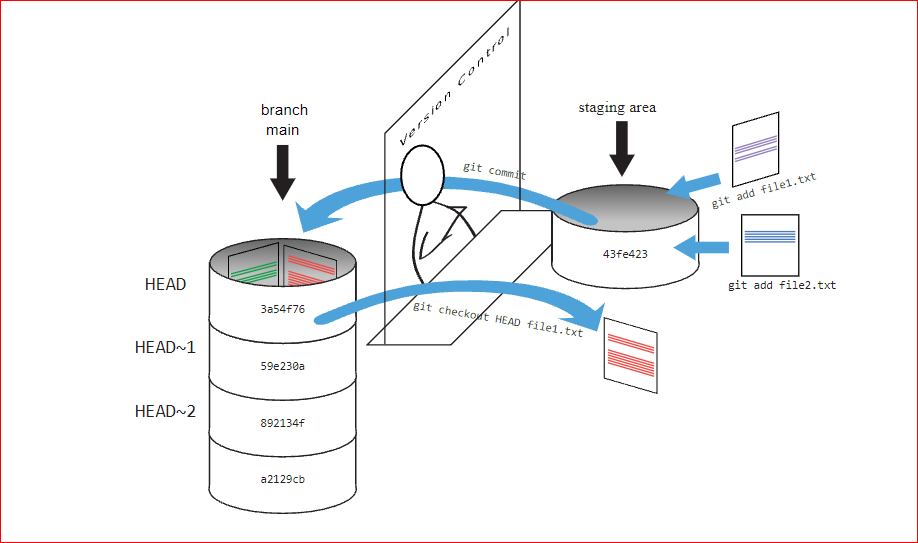 Version Control
branch
main
staging area
git commit
git add file1.txt
43fe423
git add file2.txt
HEAD
3a54f76
git checkout HEAD file1.txt
HEAD~1
59e230a
HEAD~2
892134f
a2129cb